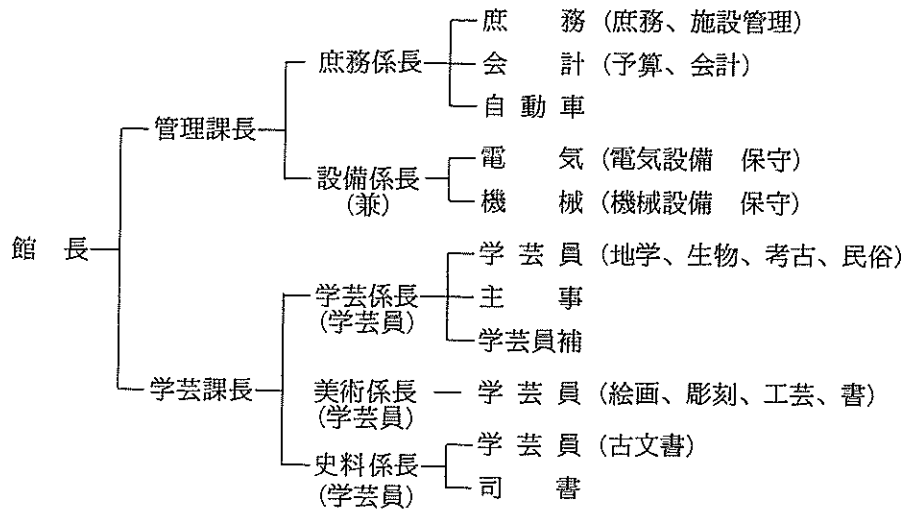 庶務(庶務、施設管理)
庶務係長
会計(予算、会計)
自動車
管理課長
電気(電気設備 保守)
設備係長
(兼)
機械(機械設備 保守)
館長
学芸員(地学、生物、考古、民俗)
学芸係長
(学芸員)
主事
学芸員補
学芸課長
美術係長
(学芸員)
学芸員(絵画、彫刻、工芸、書)
学芸員(古文書)
史料係長
(学芸員)
司書